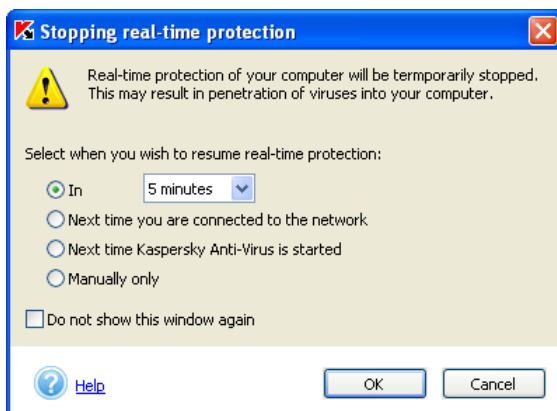 Stopping real-time protection
Real-time protection of your computer will be termporarily stopped.
This may result in penetration of viruses into your computer.
Select when you wish to resume real-time protection:
In 5 minutes
Next time you are connected to the network
Next time Kaspersky Anti-Virus is started
Manually only
Do not show this window again
Help OK Cancel